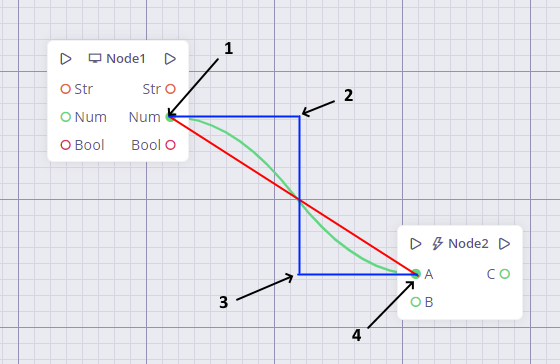 1
Node1
2
Str Str
Num Num
Bool Bool
Node2
A C
3
B
4